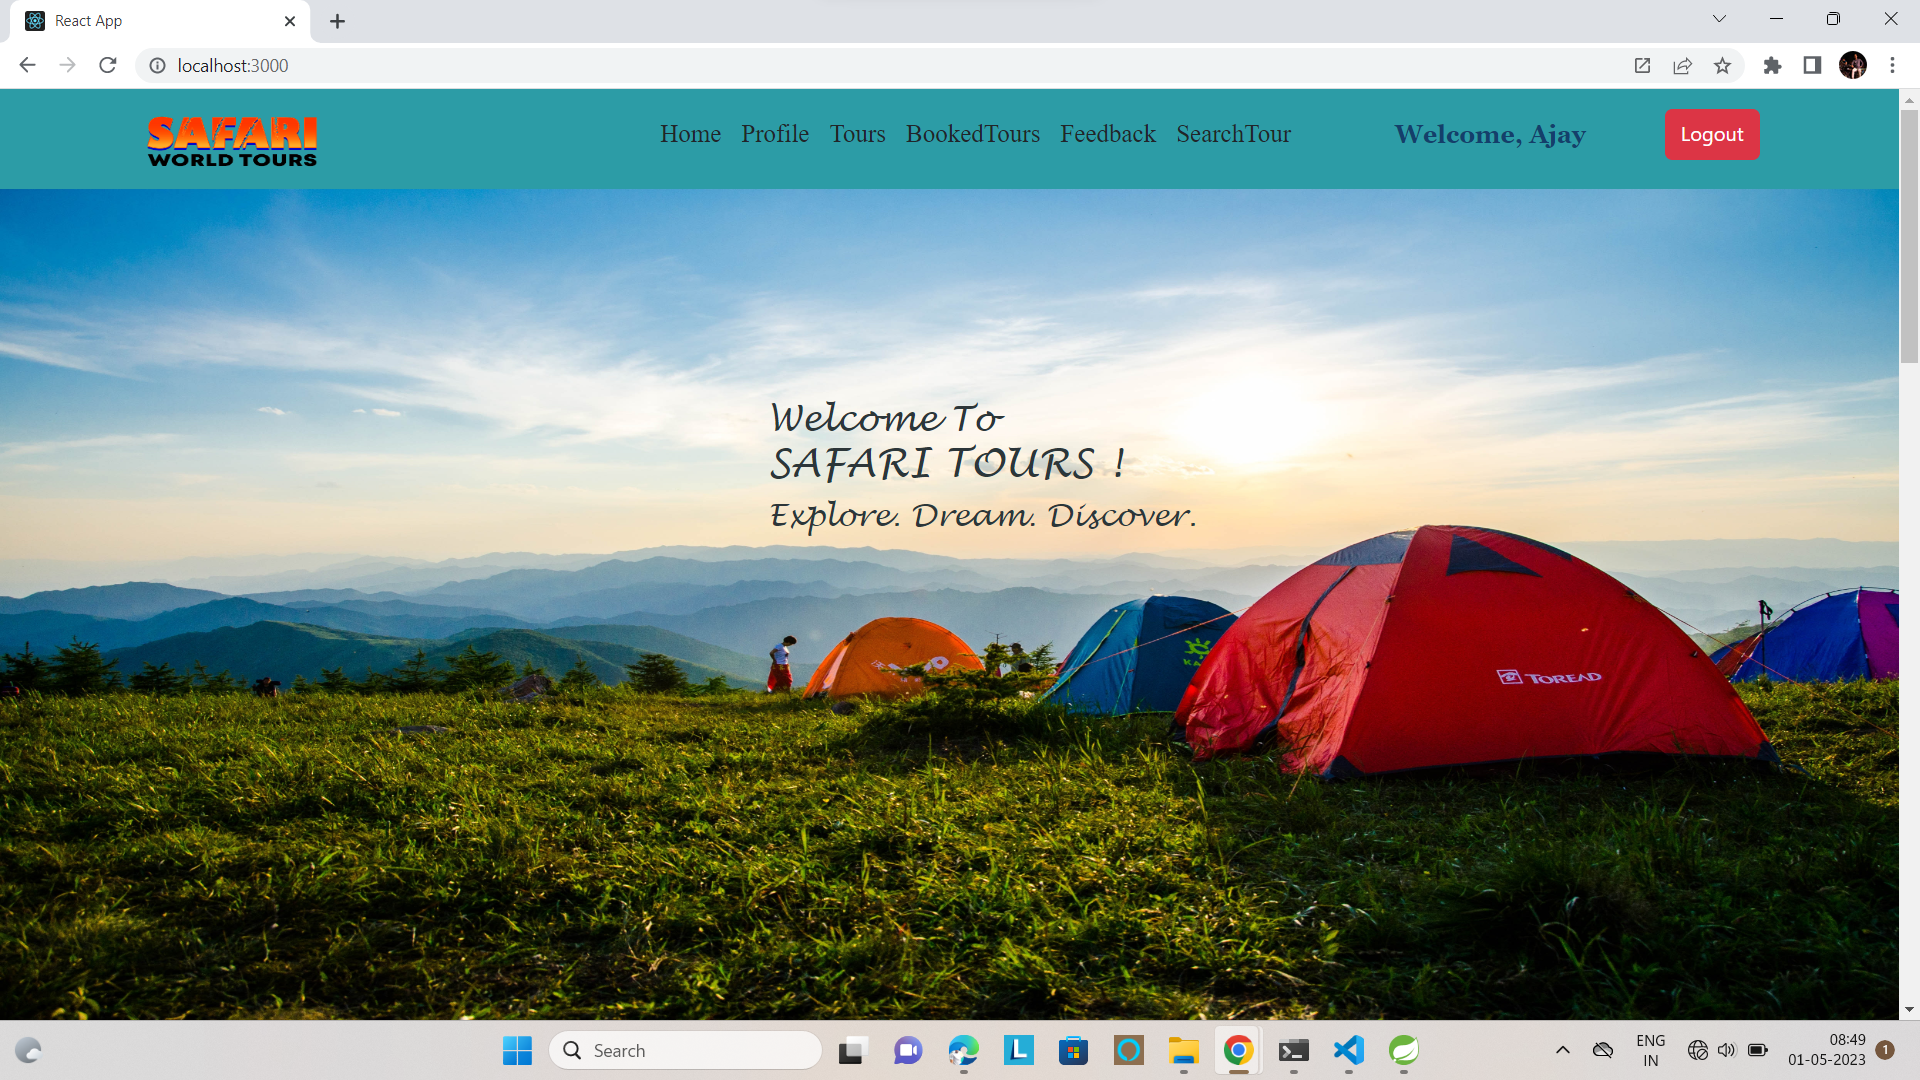 React App
localhost:3000
SAFARI
WORLD TOURS
Home Profile Tours BookedTours Feedback SearchTour Welcome, Ajay Logout
Welcome To
SAFARI TOURS !
Explore. Dream. Discover.
TOREAD
Search
ENG
IN
08:49
01-05-2023
1